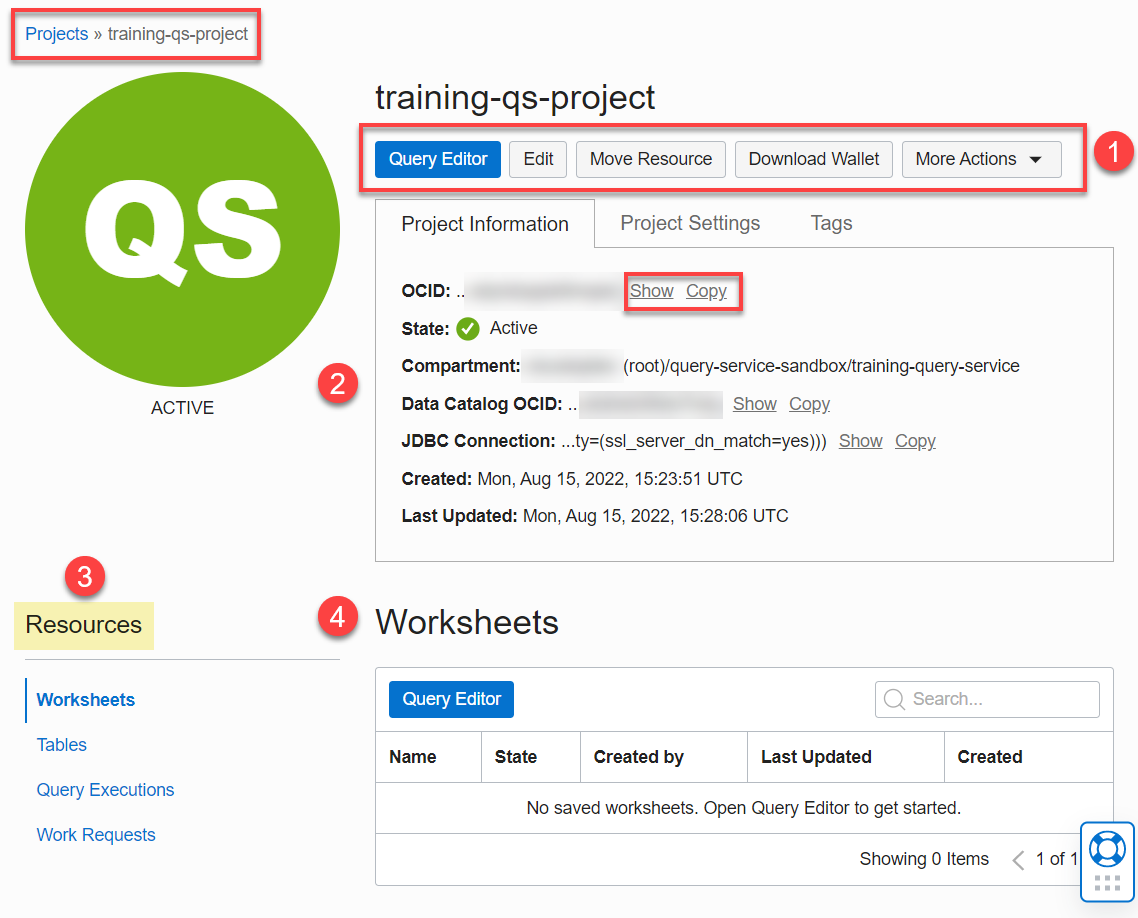 Projects » training-qs-project
QS
ACTIVE
training-qs-project
Query Editor Edit Move Resource Download Wallet More Actions
1
Project Information Project Settings Tags
OCID: .. Show Copy
State: Active
Compartment: (root)/query-service-sandbox/training-query-service
2
Data Catalog OCID: .. Show Copy
JDBC Connection: ...ty=(ssl_server_dn_match=yes))) Show Copy
Created: Mon, Aug 15, 2022, 15:23:51 UTC
Last Updated: Mon, Aug 15, 2022, 15:28:06 UTC
3
Resources
Worksheets
Tables
Query Executions
Work Requests
4
Worksheets
Query Editor Search...
Name State Created by Last Updated Created
No saved worksheets. Open Query Editor to get started.
Showing 0 Items 1 of 1